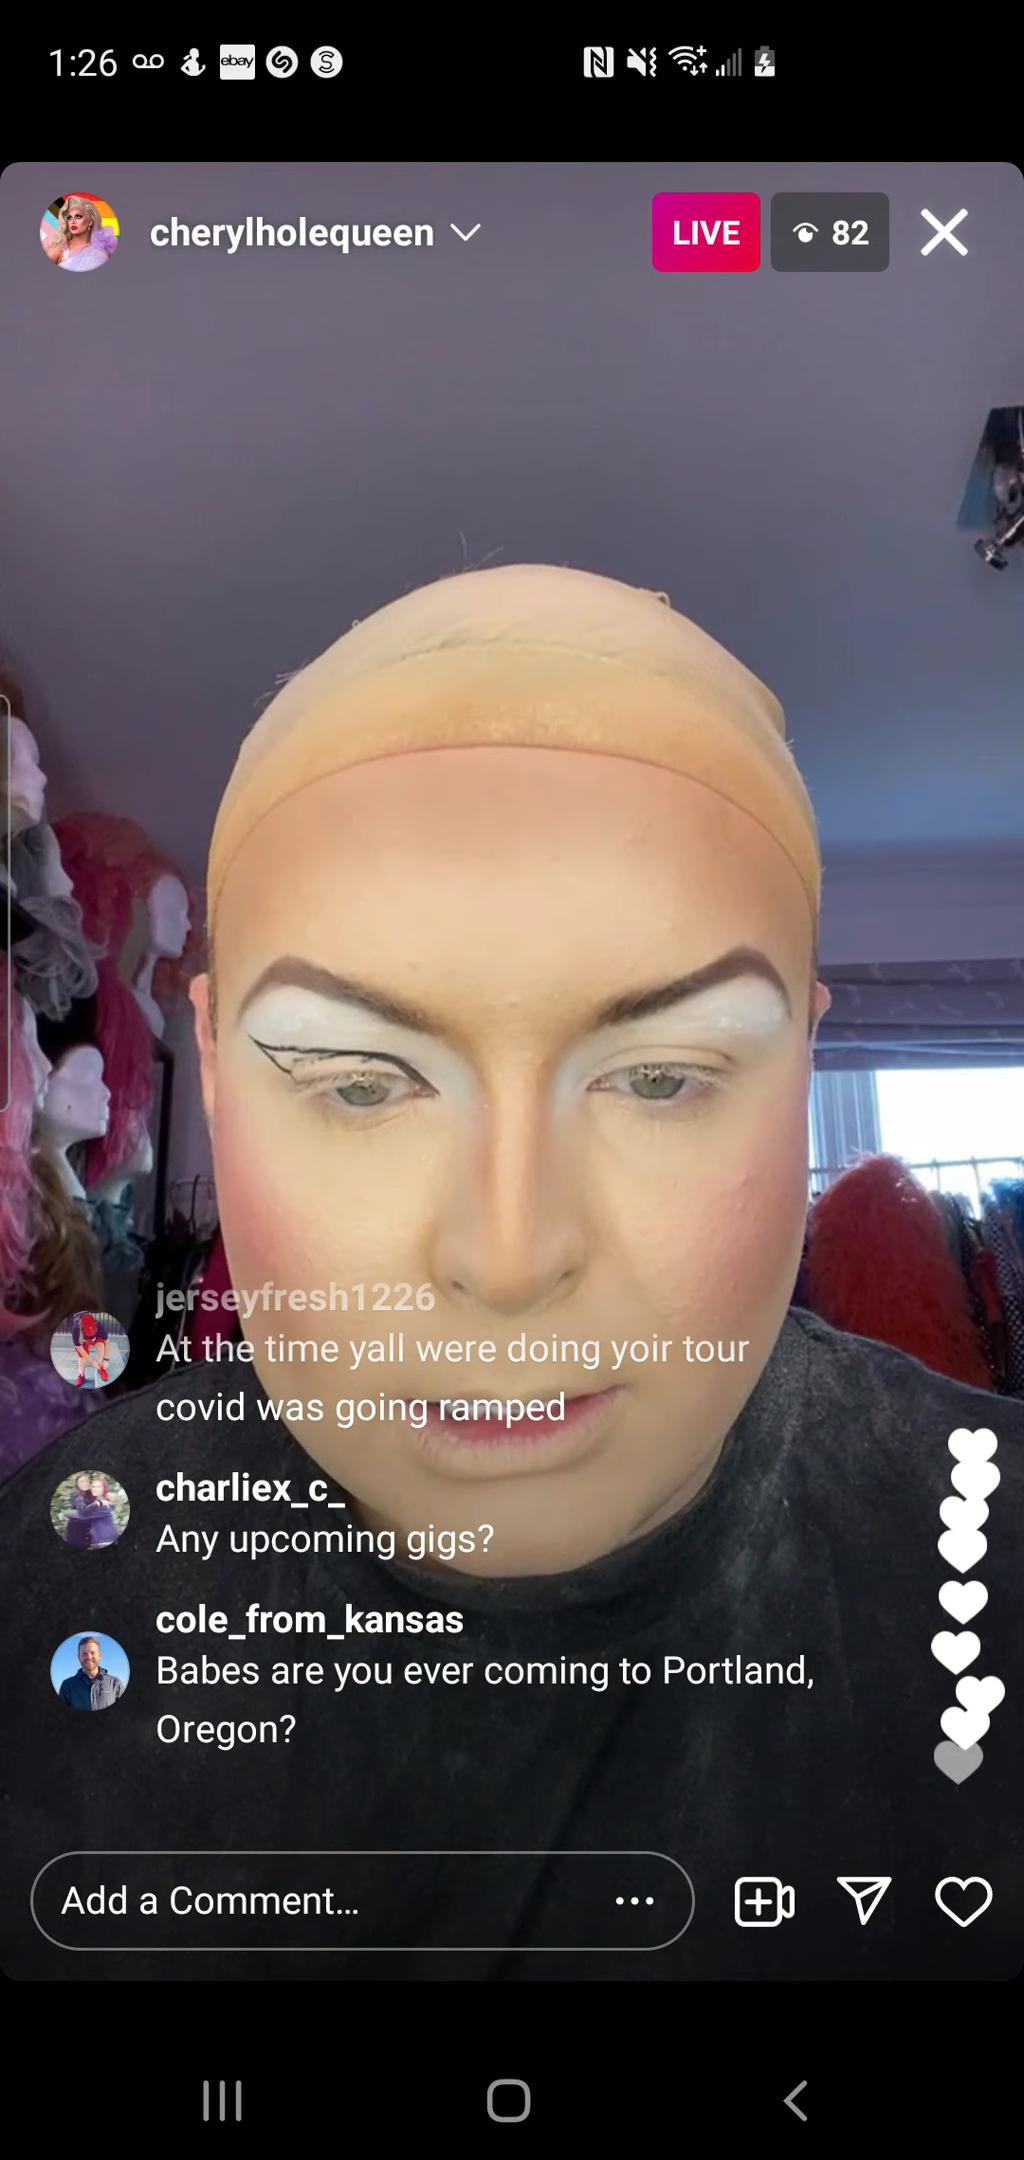 1:26 ebay
cherylholequeen LIVE 82
jerseyfresh1226
At the time yall were doing yoir tour
covid was going ramped
charliex_c_
Any upcoming gigs?
cole_from_kansas
Babes are you ever coming to Portland,
Oregon?
Add a Comment...